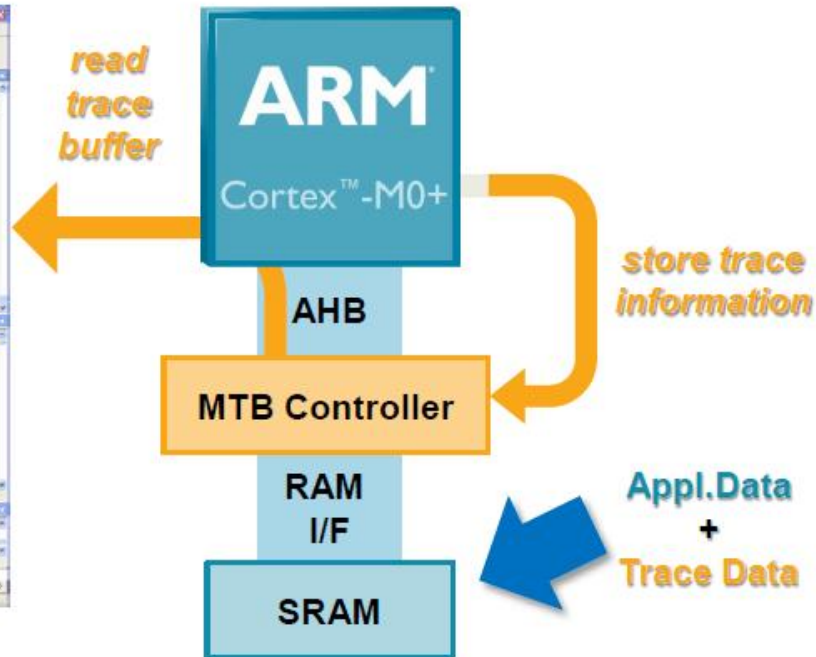 read
trace
buffer
ARM®
Cortex™-M0+
store trace
information
AHB
MTB Controller
RAM
I/F
Appl.Data
+
Trace Data
SRAM